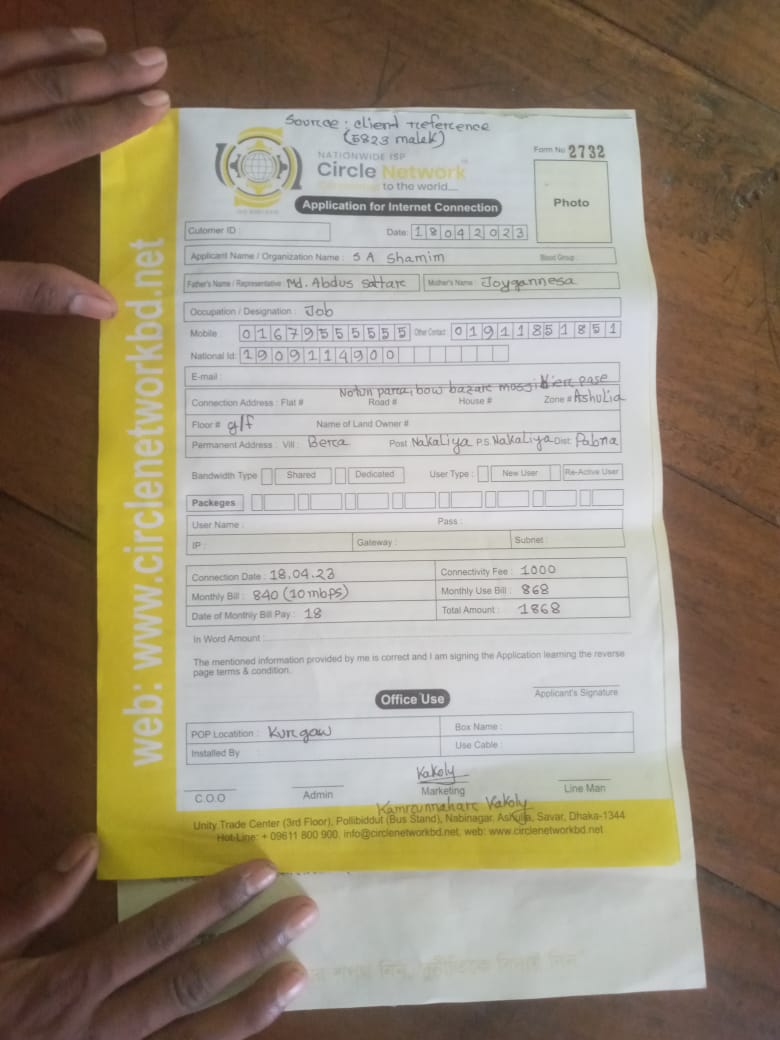 Source: client reference
(5823 malek)
NATIONWIDE ISP
Circle Network
to the world....
Form No 2732
Photo
Application for Internet Connection
Cutomer ID :
Date: 18042023
Applicant Name / Organization Name : S A Shamim Blood Group :
Father's Name / Representative Md. Abdus Sattar Mother's Name : Joygannesa
Occupation / Designation : Job
Mobile : 01679555555 Other Contact : 01911851851
National Id: 1909114900
E-mail :
Notun para, bow bazar
Connection Address : Flat # Road # House # Zone # Ashulia
Floor # g/f Name of Land Owner #
Permanent Address : Vill : Bera Post Nakaliya P.S. Nakaliya Dist: Pabna
Bandwidth Type Shared Dedicated User Type : New User Re-Active User
Packeges
User Name : Pass :
IP : Gateway : Subnet :
Connection Date : 18.04.23 Connectivity Fee : 1000
Monthly Bill : 840 (10mbps) Monthly Use Bill : 868
Date of Monthly Bill Pay : 18 Total Amount : 1868
In Word Amount :
The mentioned information provided by me is correct and I am signing the Application learning the reverse
page terms & condition.
Applicant's Signature
Office Use
POP Locatition : Kurgaw Box Name :
Installed By : Use Cable :
Kakoly
C.O.O Admin Marketing Line Man
Kamrunnahar Kakoly
Unity Trade Center (3rd Floor), Pollibiddut (Bus Stand), Nabinagar, Ashulia, Savar, Dhaka-1344
Hot-Line: + 09611 800 900, info@circlenetworkbd.net, web: www.circlenetworkbd.net
web: www.circlenetworkbd.net